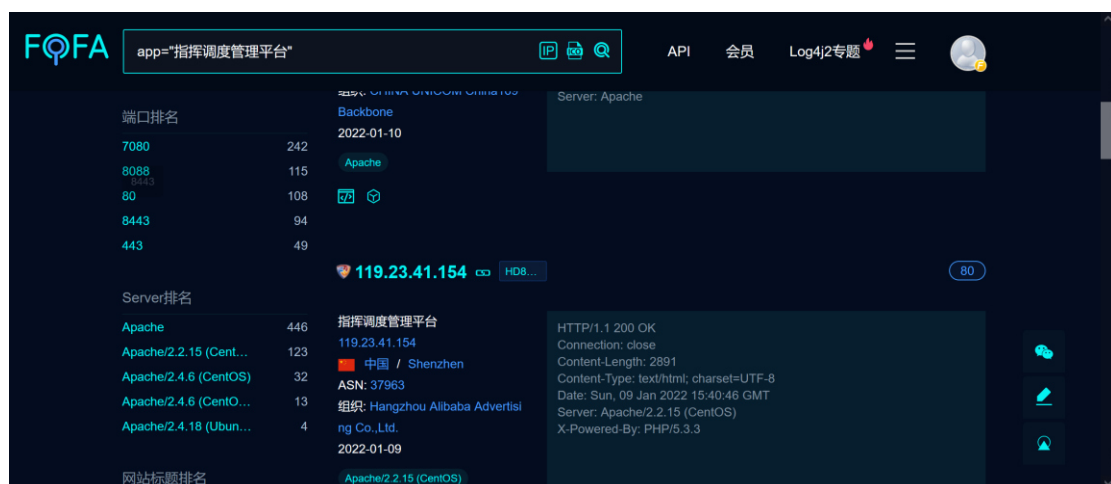 FOFA
app="指挥调度管理平台"
IP
API
会员
Log4j2专题
组织: CHINA UNICOM China169
Backbone
2022-01-10
Apache
Server: Apache
端口排名
7080 242
8088 115
8443
80 108
8443 94
443 49
119.23.41.154 HD8...
80
Server排名
Apache 446
Apache/2.2.15 (Cent... 123
Apache/2.4.6 (CentOS) 32
Apache/2.4.6 (CentO... 13
Apache/2.4.18 (Ubun... 4
网站标题排名
指挥调度管理平台
119.23.41.154
中国 / Shenzhen
ASN: 37963
组织: Hangzhou Alibaba Advertisi
ng Co.,Ltd.
2022-01-09
Apache/2.2.15 (CentOS)
HTTP/1.1 200 OK
Connection: close
Content-Length: 2891
Content-Type: text/html; charset=UTF-8
Date: Sun, 09 Jan 2022 15:40:46 GMT
Server: Apache/2.2.15 (CentOS)
X-Powered-By: PHP/5.3.3